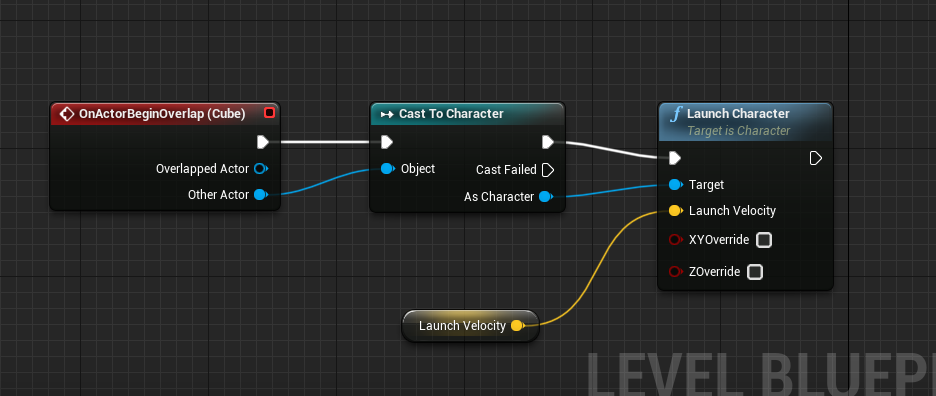 OnActorBeginOverlap (Cube)
Overlapped Actor
Other Actor
Cast To Character
Object
Cast Failed
As Character
f Launch Character
Target is Character
Target
Launch Velocity
XYOverride
ZOverride
Launch Velocity
LEVEL BLUEP